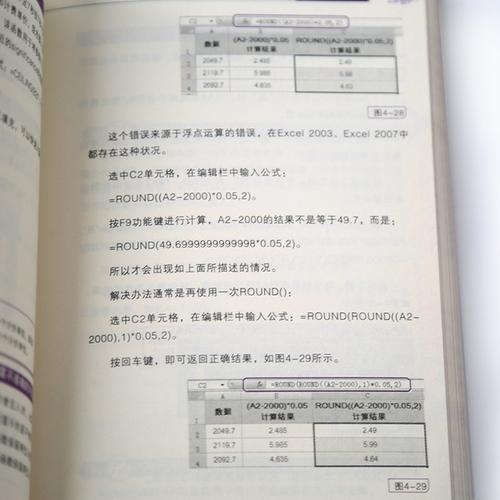 C2 fx =ROUND((A2-2000)*0.05,2)
A B C
1 数据 (A2-2000)*0.05 计算结果 ROUND((A2-2000)*0.05,2) 计算结果
2 2049.7 2.485 2.48
3 2119.7 5.985 5.98
4 2092.7 4.635 4.63
图4-28
这个错误来源于浮点运算的错误，在Excel 2003、Excel 2007中
都存在这种状况。
选中C2单元格，在编辑栏中输入公式：
=ROUND((A2-2000)*0.05,2)。
按F9功能键进行计算，A2-2000的结果不是等于49.7，而是：
=ROUND(49.6999999999998*0.05,2)。
所以才会出现如上面所描述的情况。
解决办法通常是再使用一次ROUND()：
选中C2单元格，在编辑栏中输入公式：=ROUND(ROUND((A2-
2000),1)*0.05,2)。
按回车键，即可返回正确结果，如图4-29所示。
C2 fx =ROUND(ROUND((A2-2000),1)*0.05,2)
A B C
1 数据 (A2-2000)*0.05 计算结果 ROUND((A2-2000)*0.05,2) 计算结果
2 2049.7 2.485 2.49
3 2119.7 5.985 5.99
4 2092.7 4.635 4.64
图4-29